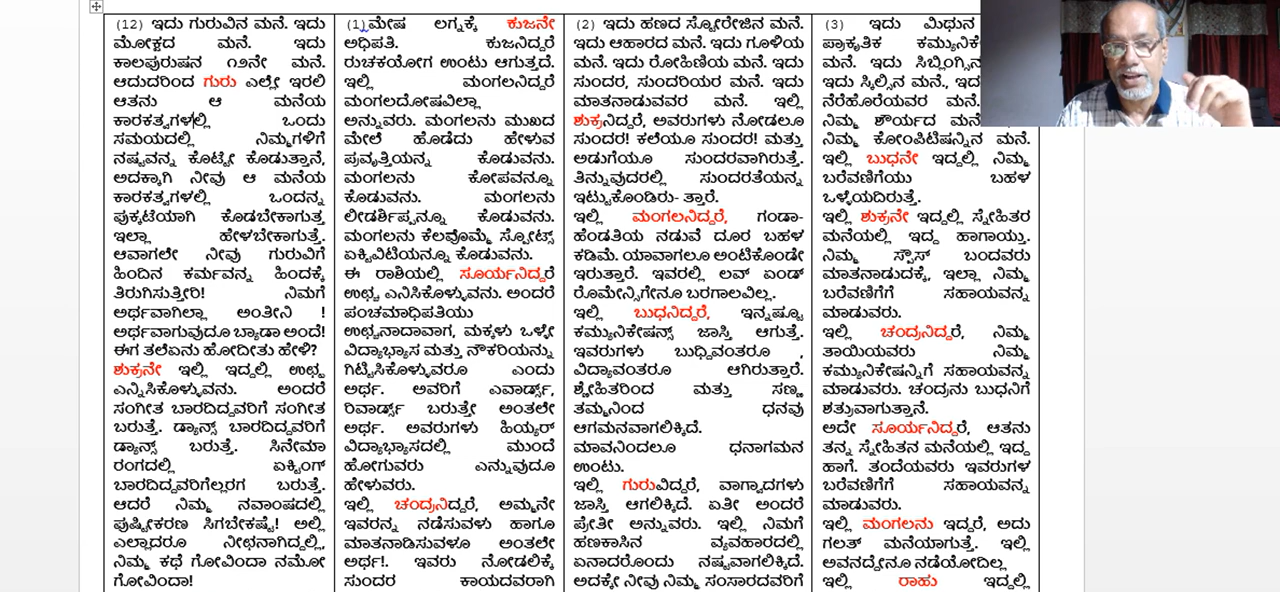 (12) ಇದು ಗುರುವಿನ ಮನೆ. ಇದು
ಮೋಕ್ಷದ ಮನೆ. ಇದು
ಕಾಲಪುರುಷನ ೧೨ನೇ ಮನೆ.
ಆದುದರಿಂದ ಗುರು ಎಲ್ಲೇ ಇರಲಿ
ಆತನು ಆ ಮನೆಯ
ಕಾರಕತ್ವಗಳಲ್ಲಿ ಒಂದು
ಸಮಯದಲ್ಲಿ ನಿಮ್ಮಗಳಿಗೆ
ನಷ್ಟವನ್ನ ಕೊಟ್ಟೇ ಕೊಡುತ್ತಾನೆ,
ಅದಕ್ಕಾಗಿ ನೀವು ಆ ಮನೆಯ
ಕಾರಕತ್ವಗಳಲ್ಲಿ ಒಂದನ್ನ
ಪುಕ್ಕಟೆಯಾಗಿ ಕೊಡಬೇಕಾಗುತ್ತ
ಇಲ್ಲಾ ಹೇಳಬೇಕಾಗುತ್ತೆ.
ಆವಾಗಲೇ ನೀವು ಗುರುವಿಗೆ
ಹಿಂದಿನ ಕರ್ಮವನ್ನ ಹಿಂದಕ್ಕೆ
ತಿರುಗಿಸುತ್ತೀರಿ! ನಿಮಗೆ
ಅರ್ಥವಾಗಿಲ್ಲಾ ಅಂತೀನಿ !
ಅರ್ಥವಾಗುವುದೂ ಬ್ಯಾಡಾ ಅಂದೆ!
ಈಗ ತಲೆಏನು ಹೋದೀತು ಹೇಳಿ?
ಶುಕ್ರನೇ ಇಲ್ಲಿ ಇದ್ದಲ್ಲಿ ಉಛ್ಛ
ಎನ್ನಿಸಿಕೊಳ್ಳುವನು. ಅಂದರೆ
ಸಂಗೀತ ಬಾರದಿದ್ದವರಿಗೆ ಸಂಗೀತ
ಬರುತ್ತೆ. ಡ್ಯಾನ್ಸ್ ಬಾರದಿದ್ದವರಿಗೆ
ಡ್ಯಾನ್ಸ್ ಬರುತ್ತೆ. ಸಿನೇಮಾ
ರಂಗದಲ್ಲಿ ಏಕ್ಟಿಂಗ್
ಬಾರದಿದ್ದವರಿಗೆಲ್ಲರಗ ಬರುತ್ತೆ.
ಆದರೆ ನಿಮ್ಮ ನವಾಂಶದಲ್ಲಿ
ಪುಷ್ಟೀಕರಣ ಸಿಗಬೇಕಷ್ಟೆ! ಅಲ್ಲಿ
ಎಲ್ಲಾದರೂ ನೀಛನಾಗಿದ್ದಲ್ಲಿ,
ನಿಮ್ಮ ಕಥೆ ಗೋವಿಂದಾ ನಮೋ
ಗೋವಿಂದಾ!
(1) ಮೇಷ ಲಗ್ನಕ್ಕೆ ಕುಜನೇ
ಅಧಿಪತಿ. ಕುಜನಿದ್ದರೆ
ರುಚಕಯೋಗ ಉಂಟು ಆಗುತ್ತದೆ.
ಇಲ್ಲಿ ಮಂಗಲನಿದ್ದರೆ
ಮಂಗಲದೋಷವಿಲ್ಲಾ
ಅನ್ನುವರು. ಮಂಗಲನು ಮುಖದ
ಮೇಲೆ ಹೊಡೆದು ಹೇಳುವ
ಪ್ರವೃತ್ತಿಯನ್ನ ಕೊಡುವನು.
ಮಂಗಲನು ಕೋಪವನ್ನೂ
ಕೊಡುವನು. ಮಂಗಲನು
ಲೀಡರ್ಶಿಪ್ಪನ್ನೂ ಕೊಡುವನು.
ಮಂಗಲನು ಕೆಲವೊಮ್ಮೆ ಸ್ಪೋರ್ಟ್ಸ್
ಏಕ್ಟಿವಿಟಿಯನ್ನೂ ಕೊಡುವನು.
ಈ ರಾಶಿಯಲ್ಲಿ ಸೂರ್ಯನಿದ್ದರೆ
ಉಛ್ಛ ಎನಿಸಿಕೊಳ್ಳುವನು. ಅಂದರೆ
ಪಂಚಮಾಧಿಪತಿಯು
ಉಛ್ಛನಾದಾವಾಗ, ಮಕ್ಕಳು ಒಳ್ಳೇ
ವಿದ್ಯಾಭ್ಯಾಸ ಮತ್ತು ನೌಕರಿಯನ್ನು
ಗಿಟ್ಟಿಸಿಕೊಳ್ಳುವರೂ ಎಂದು
ಅರ್ಥ. ಅವರಿಗೆ ಎವಾರ್ಡ್ಸ್,
ರಿವಾರ್ಡ್ಸ್ ಬರುತ್ತೇ ಅಂತಲೇ
ಅರ್ಥ. ಅವರುಗಳು ಹಿಯ್ಯರ್
ವಿದ್ಯಾಭ್ಯಾಸದಲ್ಲಿ ಮುಂದೆ
ಹೋಗುವರು ಎನ್ನುವುದೂ
ಹೇಳುವರು.
ಇಲ್ಲಿ ಚಂದ್ರನಿದ್ದರೆ, ಅಮ್ಮನೇ
ಇವರನ್ನ ನಡೆಸುವಳು ಹಾಗೂ
ಮಾತನಾಡಿಸುವಳೂ ಅಂತಲೇ
ಅರ್ಥ!. ಇವರು ನೋಡಲಿಕ್ಕೆ
ಸುಂದರ ಕಾಯದವರಾಗಿ
(2) ಇದು ಹಣದ ಸ್ಟೋರೇಜಿನ ಮನೆ.
ಇದು ಆಹಾರದ ಮನೆ. ಇದು ಗೂಳಿಯ
ಮನೆ. ಇದು ರೋಹಿಣಿಯ ಮನೆ. ಇದು
ಸುಂದರ, ಸುಂದರಿಯರ ಮನೆ. ಇದು
ಮಾತನಾಡುವವರ ಮನೆ. ಇಲ್ಲಿ
ಶುಕ್ರನಿದ್ದರೆ, ಅವರುಗಳು ನೋಡಲೂ
ಸುಂದರ! ಕಲೆಯೂ ಸುಂದರ! ಮತ್ತು
ಅಡುಗೆಯೂ ಸುಂದರವಾಗಿರುತ್ತೆ.
ತಿನ್ನುವುದರಲ್ಲಿ ಸುಂದರತೆಯನ್ನ
ಇಟ್ಟುಕೊಂಡಿರು- ತ್ತಾರೆ.
ಇಲ್ಲಿ ಮಂಗಲನಿದ್ದರೆ, ಗಂಡಾ-
ಹೆಂಡತಿಯ ನಡುವೆ ದೂರ ಬಹಳ
ಕಡಿಮೆ. ಯಾವಾಗಲೂ ಅಂಟಿಕೊಂಡೇ
ಇರುತ್ತಾರೆ. ಇವರಲ್ಲಿ ಲವ್ ಏಂಡ್
ರೊಮೇನ್ಸಿಗೇನೂ ಬರಗಾಲವಿಲ್ಲ.
ಇಲ್ಲಿ ಬುಧನಿದ್ದರೆ, ಇನ್ನಷ್ಟೂ
ಕಮ್ಯುನಿಕೇಷನ್ಸ್ ಜಾಸ್ತಿ ಆಗುತ್ತೆ.
ಇವರುಗಳು ಬುಧ್ಧಿವಂತರೂ ,
ವಿದ್ಯಾವಂತರೂ ಆಗಿರುತ್ತಾರೆ.
ಶ್ನೇಹಿತರಿಂದ ಮತ್ತು ಸಣ್ಣ
ತಮ್ಮನಿಂದ ಧನವು
ಆಗಮನವಾಗಲಿಕ್ಕಿದೆ.
ಮಾವನಿಂದಲೂ ಧನಾಗಮನ
ಉಂಟು.
ಇಲ್ಲಿ ಗುರುವಿದ್ದರೆ, ವಾಗ್ವಾದಗಳು
ಜಾಸ್ತಿ ಆಗಲಿಕ್ಕಿದೆ. ಏತೀ ಅಂದರೆ
ಪ್ರೇತೀ ಅನ್ನುವರು. ಇಲ್ಲಿ ನಿಮಗೆ
ಹಣಕಾಸಿನ ವ್ಯವಹಾರದಲ್ಲಿ
ಏನಾದರೊಂದು ನಷ್ಟವಾಗಲಿಕ್ಕಿದೆ.
ಅದಕ್ಕೇ ನೀವು ನಿಮ್ಮ ಸಂಸಾರದವರಿಗೆ
(3) ಇದು ಮಿಥುನ
ಪ್ರಾಕೃತಿಕ
ಮನೆ. ಇದು
ಇದು ಸ್ಕಿಲ್ಸಿನ ಮನೆ.,
ನೆರೆಹೊರೆಯವರ ಮನೆ.
ನಿಮ್ಮ ಶೌರ್ಯದ
ನಿಮ್ಮ ಕೋಂಪಿಟಿಷನ್ನಿನ ಮನೆ.
ಇಲ್ಲಿ ಬುಧನೇ ಇದ್ದಲ್ಲಿ ನಿಮ್ಮ
ಬರೆವಣಿಗೆಯು ಬಹಳ
ಒಳ್ಳೆಯದಿರುತ್ತೆ.
ಇಲ್ಲಿ ಶುಕ್ರನೇ ಇದ್ದಲ್ಲಿ ಸ್ನೇಹಿತರ
ಮನೆಯಲ್ಲಿ ಇದ್ದ ಹಾಗಾಯ್ತು.
ನಿಮ್ಮ ಸ್ಪೌಸ್ ಬಂದವರು
ಮಾತನಾಡುದಕ್ಕೆ, ಇಲ್ಲಾ ನಿಮ್ಮ
ಬರೆವಣಿಗೆಗೆ ಸಹಾಯವನ್ನ
ಮಾಡುವರು.
ಇಲ್ಲಿ ಚಂದ್ರನಿದ್ದರೆ, ನಿಮ್ಮ
ತಾಯಿಯವರು ನಿಮ್ಮ
ಕಮ್ಯುನಿಕೇಷನ್ನಿಗೆ ಸಹಾಯವನ್ನ
ಮಾಡುವರು. ಚಂದ್ರನು ಬುಧನಿಗೆ
ಶತ್ರುವಾಗುತ್ತಾನೆ.
ಅದೇ ಸೂರ್ಯನಿದ್ದರೆ, ಆತನು
ತನ್ನ ಸ್ನೇಹಿತನ ಮನೆಯಲ್ಲಿ ಇದ್ದ
ಹಾಗೆ. ತಂದೆಯವರು ಇವರುಗಳ
ಬರೆವಣಿಗೆಗೆ ಸಹಾಯವನ್ನ
ಮಾಡುವರು.
ಇಲ್ಲಿ ಮಂಗಲನು ಇದ್ದರೆ, ಅದು
ಗಲತ್ ಮನೆಯಾಗುತ್ತೆ. ಇಲ್ಲಿ
ಅವನದ್ದೇನೂ ನಡೆಯೋದಿಲ್ಲ
ಇಲ್ಲಿ ರಾಹು ಇದ್ದಲ್ಲಿ